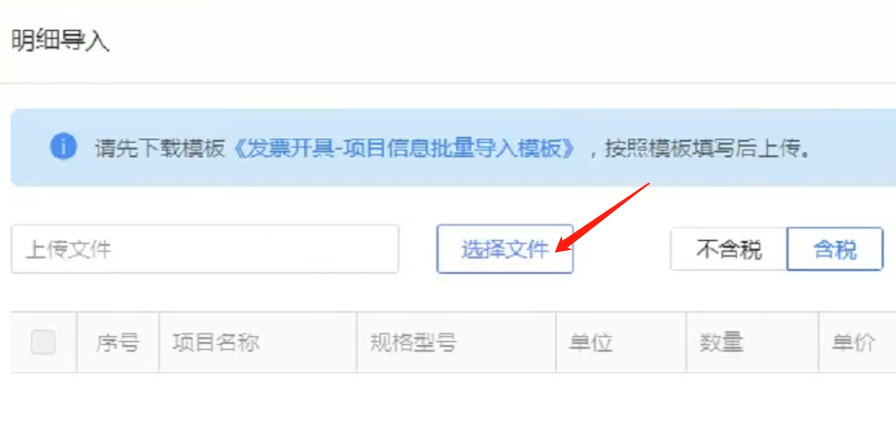 明细导入
请先下载模板《发票开具-项目信息批量导入模板》，按照模板填写后上传。
上传文件 选择文件 不含税 含税
序号 项目名称 规格型号 单位 数量 单价